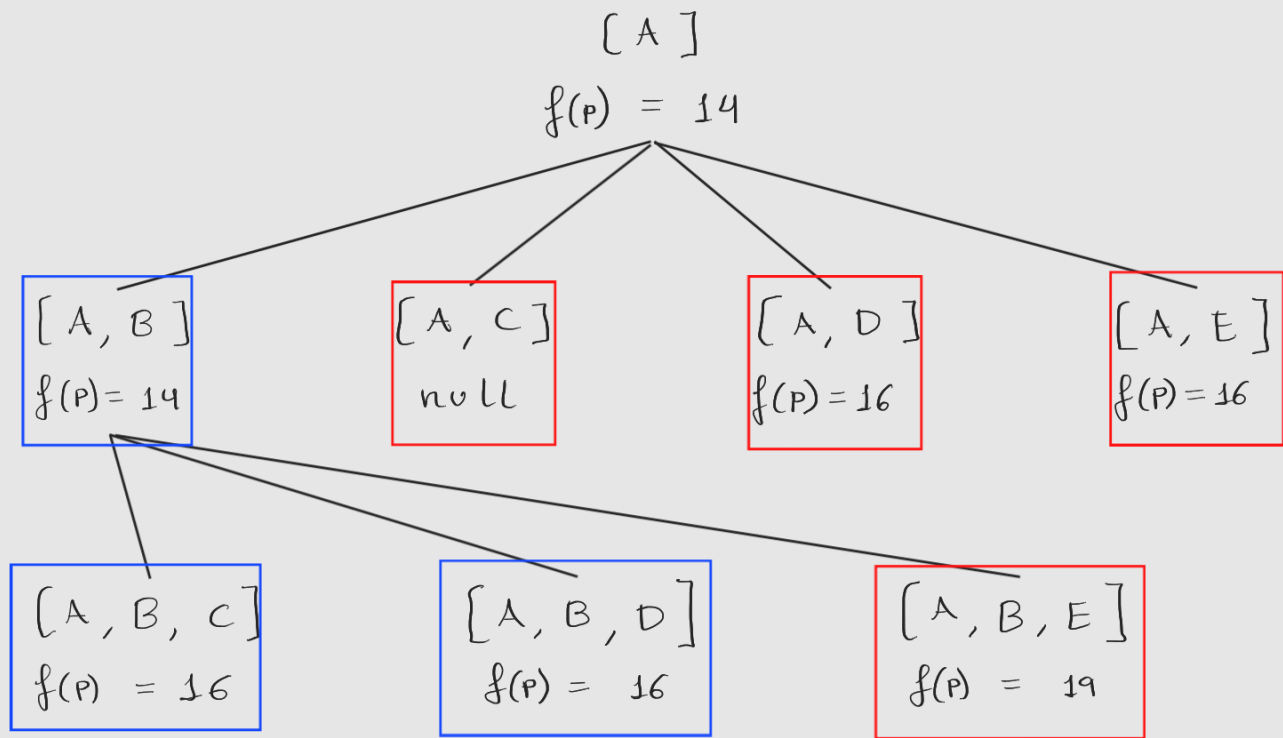 [ A ]
f(P) = 14
[ A, B ]
f(P) = 14
[ A, C ]
null
[ A, D ]
f(P) = 16
[ A, E ]
f(P) = 16
[ A, B, C ]
f(P) = 16
[ A, B, D ]
f(P) = 16
[ A, B, E ]
f(P) = 19